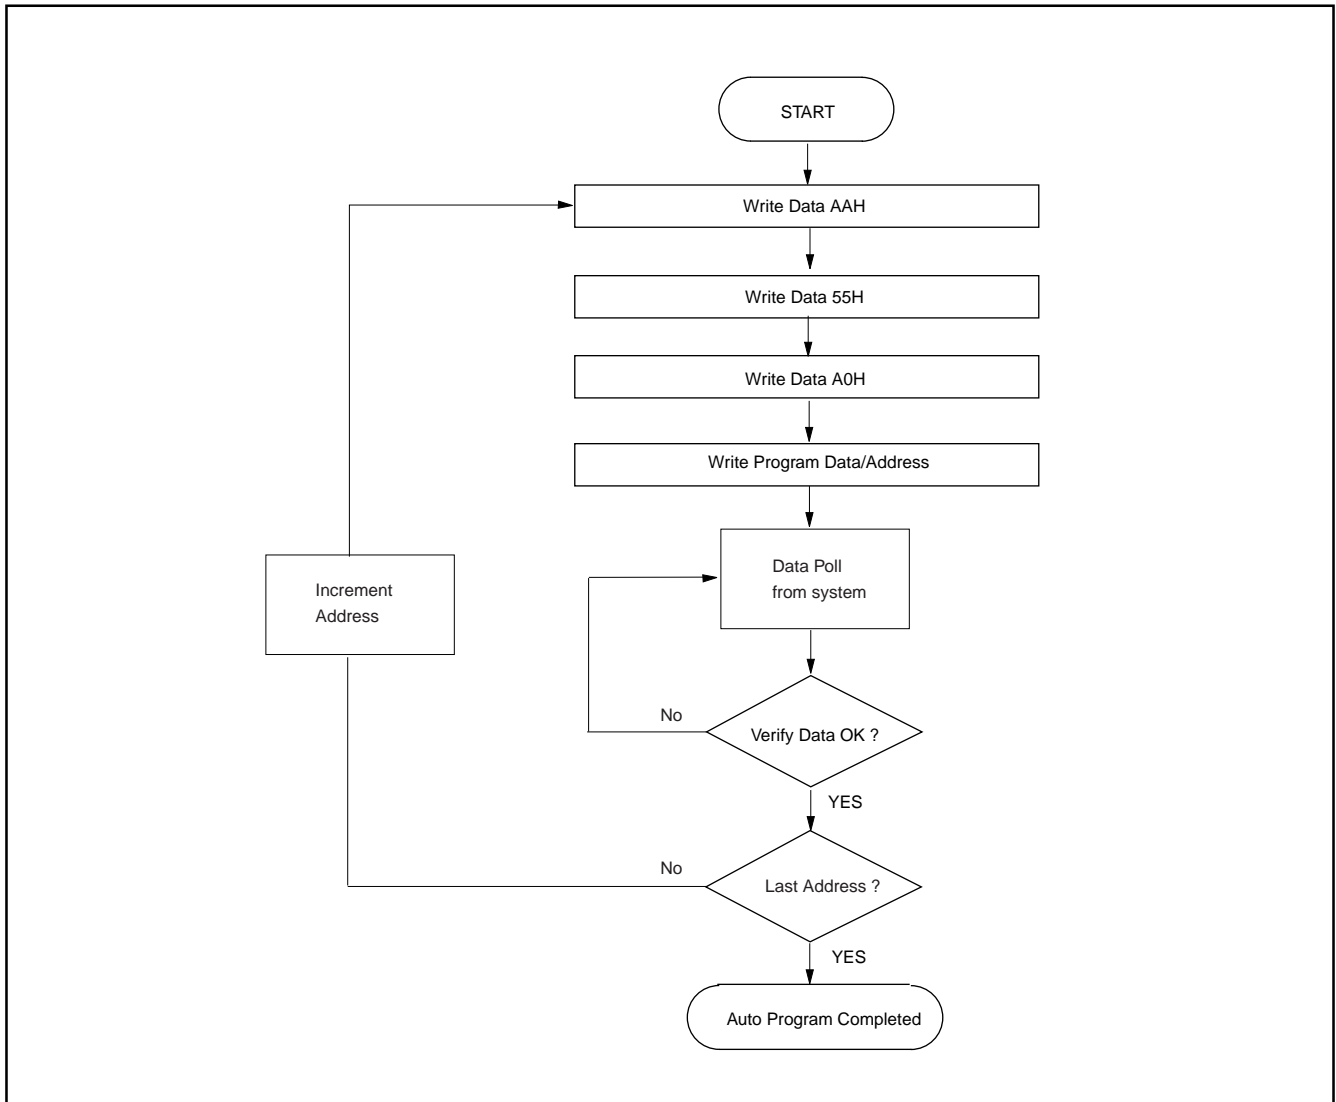 START
Write Data AAH
Write Data 55H
Write Data A0H
Write Program Data/Address
Data Poll
from system
Increment
Address
No
Verify Data OK ?
YES
No
Last Address ?
YES
Auto Program Completed